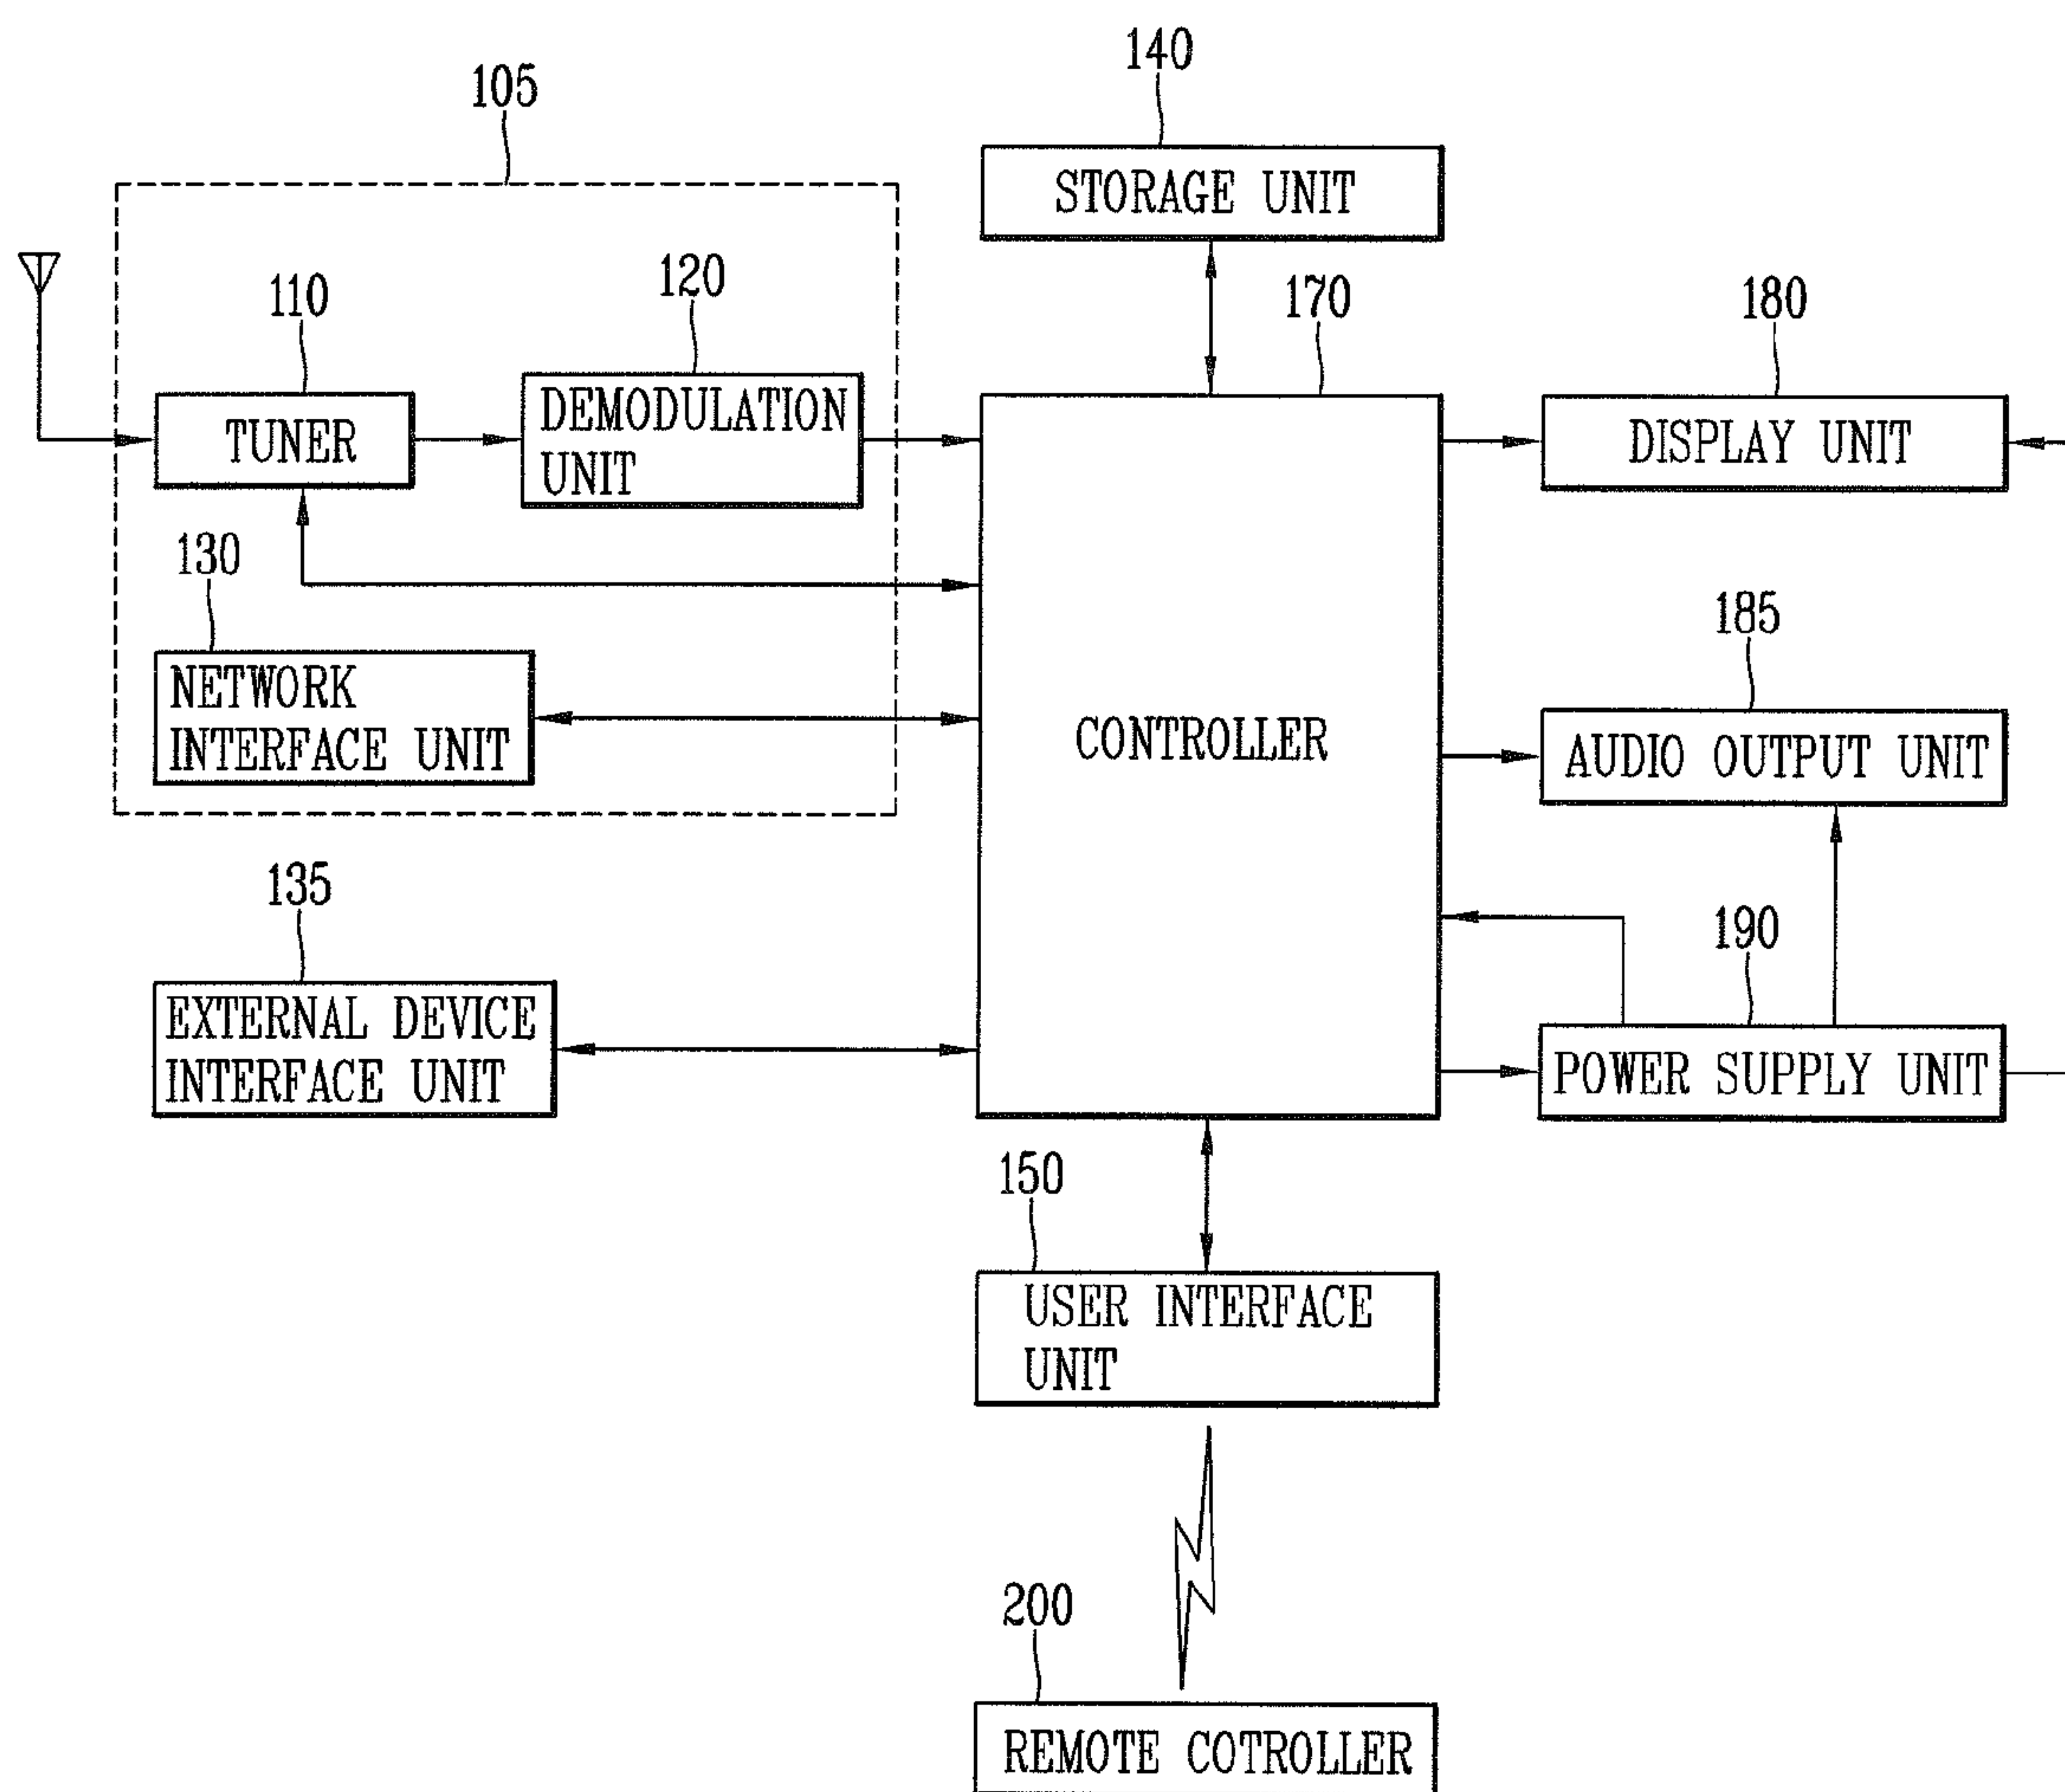 140
105
STORAGE UNIT
110
120
170
180
TUNER
DEMODULATION
UNIT
DISPLAY UNIT
130
185
NETWORK
INTERFACE UNIT
CONTROLLER
AUDIO OUTPUT UNIT
135
190
EXTERNAL DEVICE
INTERFACE UNIT
POWER SUPPLY UNIT
150
USER INTERFACE
UNIT
200
REMOTE COTROLLER